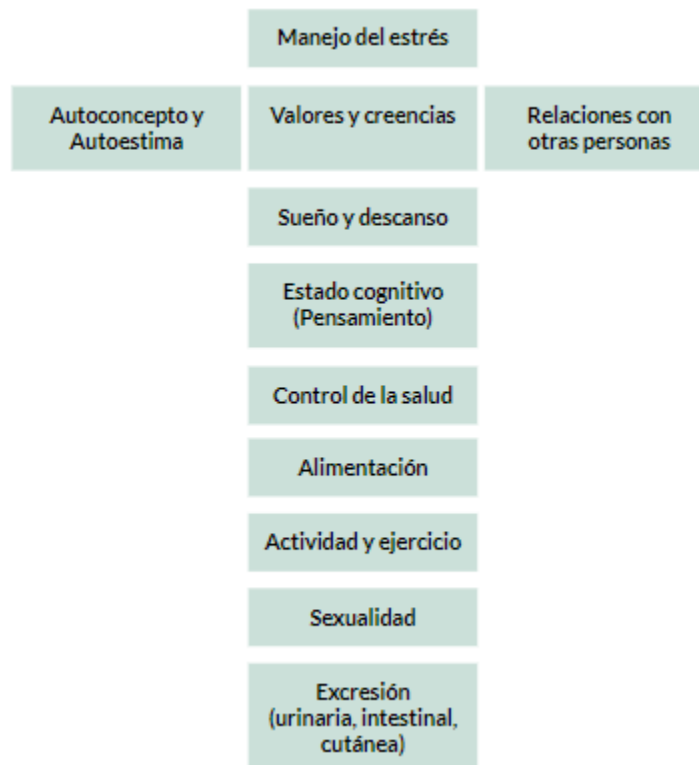 Manejo del estrés
Autoconcepto y
Autoestima
Valores y creencias
Relaciones con
otras personas
Sueño y descanso
Estado cognitivo
(Pensamiento)
Control de la salud
Alimentación
Actividad y ejercicio
Sexualidad
Excresión
(urinaria, intestinal,
cutánea)